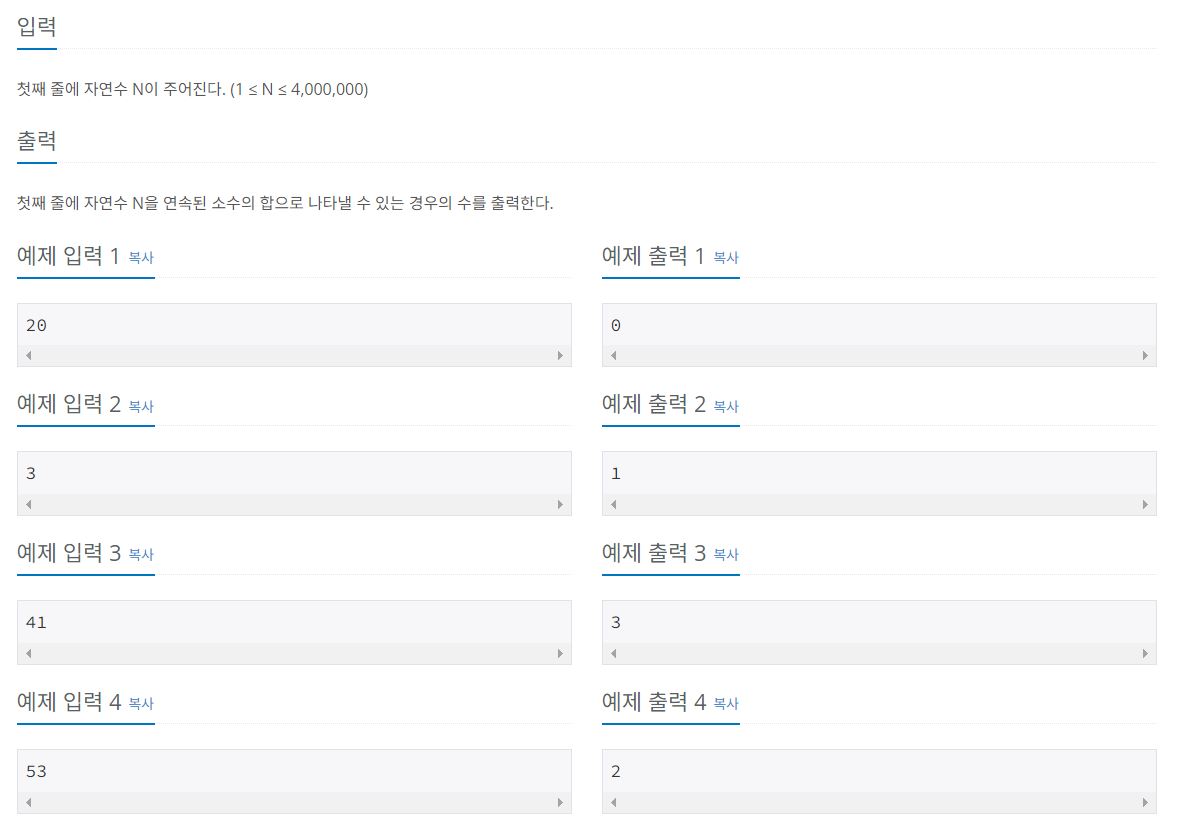 입력
첫째 줄에 자연수 N이 주어진다. (1 ≤ N ≤ 4,000,000)
출력
첫째 줄에 자연수 N을 연속된 소수의 합으로 나타낼 수 있는 경우의 수를 출력한다.
예제 입력 1 복사
예제 출력 1 복사
20
0
예제 입력 2 복사
예제 출력 2 복사
3
1
예제 입력 3 복사
예제 출력 3 복사
41
3
예제 입력 4 복사
예제 출력 4 복사
53
2